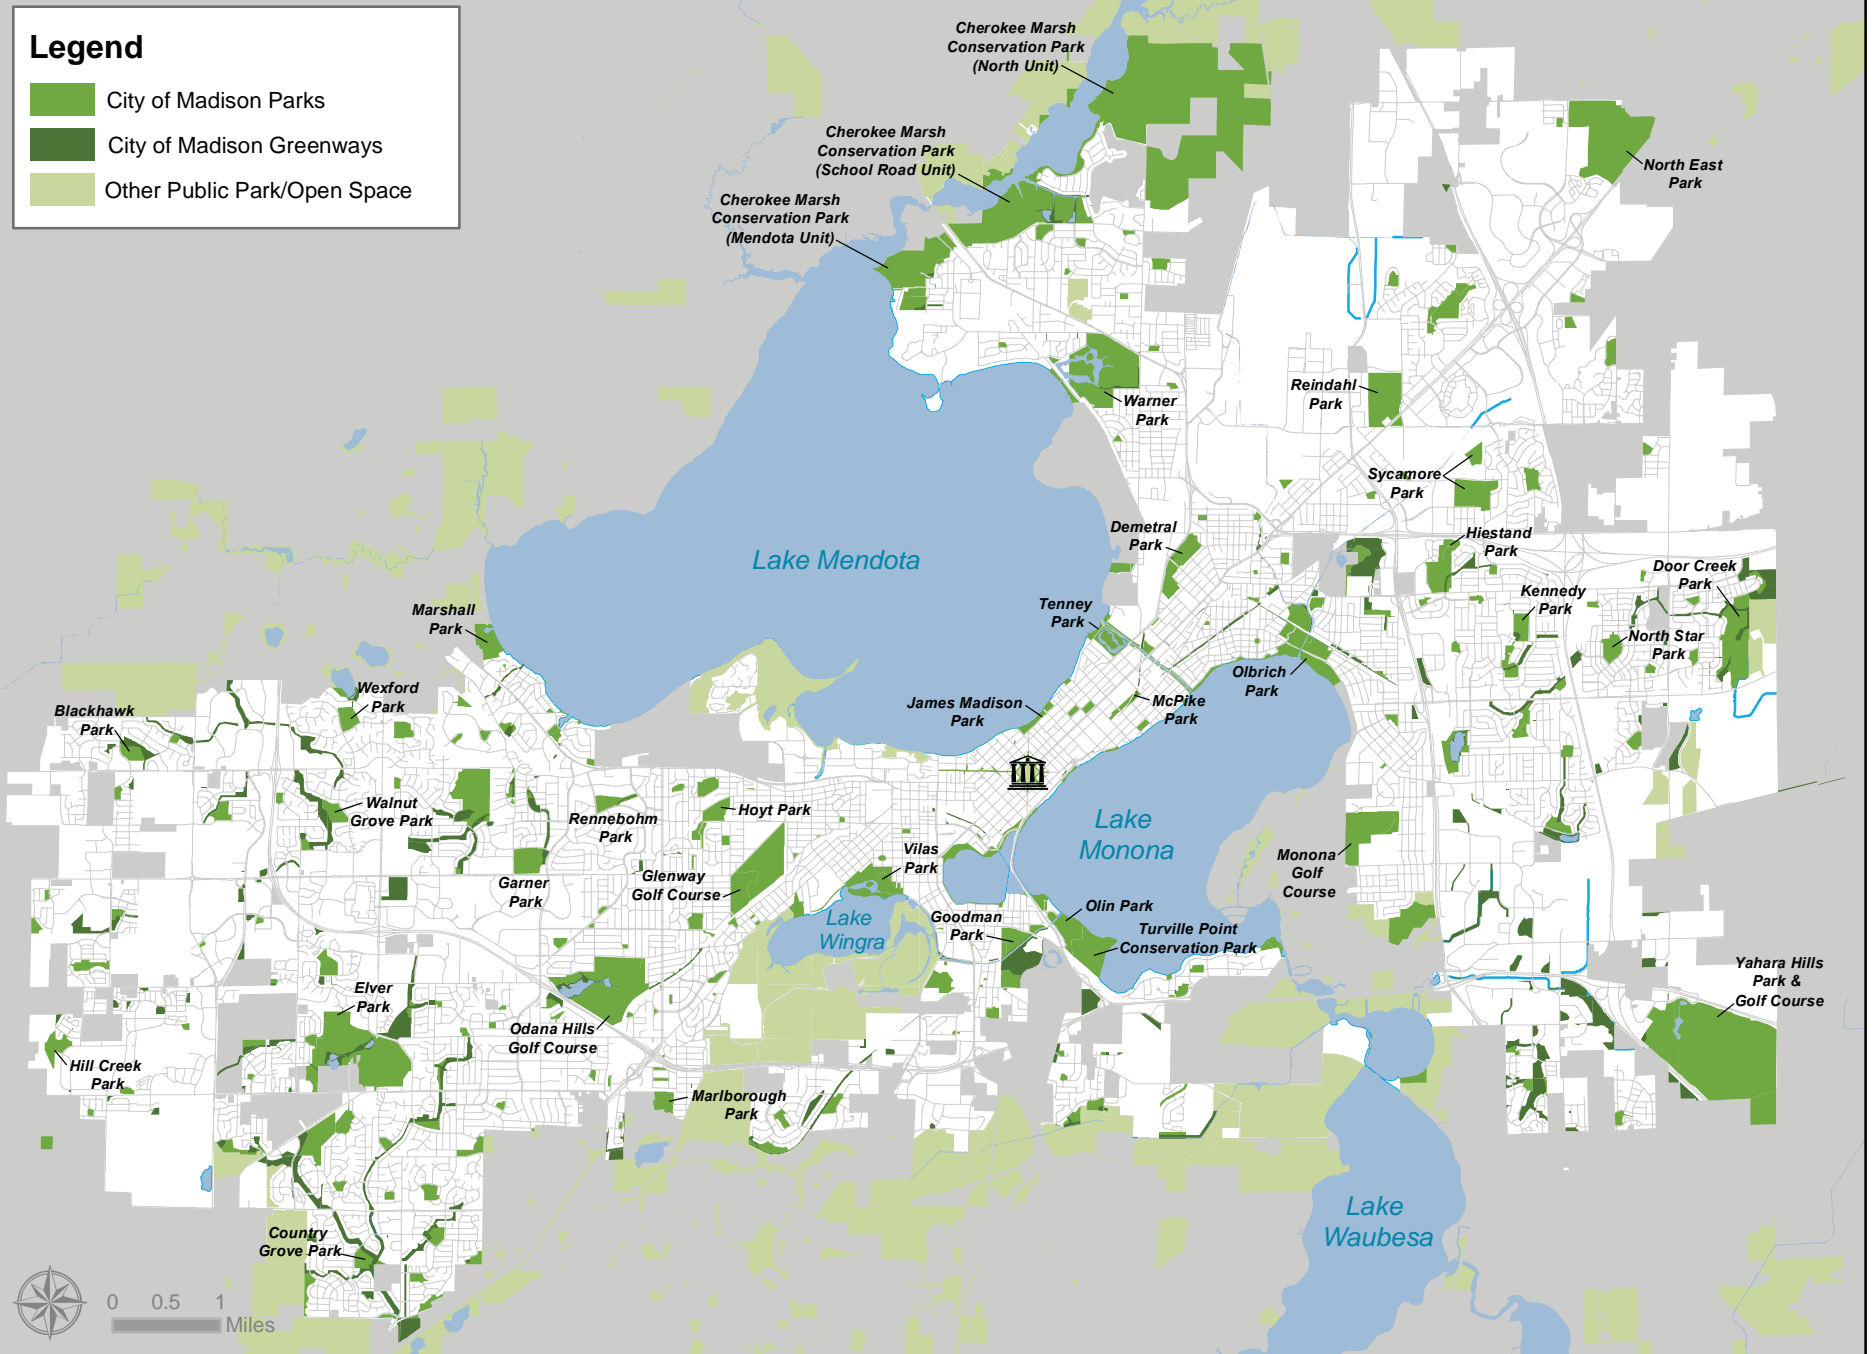 Legend
City of Madison Parks
City of Madison Greenways
Other Public Park/Open Space
Cherokee Marsh
Conservation Park
(North Unit)
Cherokee Marsh
Conservation Park
(School Road Unit)
Cherokee Marsh
Conservation Park
(Mendota Unit)
North East
Park
Warner
Park
Reindahl
Park
Sycamore
Park
Hiestand
Park
Door Creek
Park
Kennedy
Park
North Star
Park
Demetral
Park
Tenney
Park
Lake Mendota
Marshall
Park
Olbrich
Park
McPike
Park
James Madison
Park
Wexford
Park
Blackhawk
Park
Walnut
Grove Park
Rennebohm
Park
Hoyt Park
Vilas
Park
Lake
Monona
Monona
Golf
Course
Garner
Park
Glenway
Golf Course
Lake
Wingra
Goodman
Park
Olin Park
Turville Point
Conservation Park
Yahara Hills
Park &
Golf Course
Elver
Park
Odana Hills
Golf Course
Hill Creek
Park
Marlborough
Park
Lake
Waubesa
Country
Grove Park
0 0.5 1
Miles